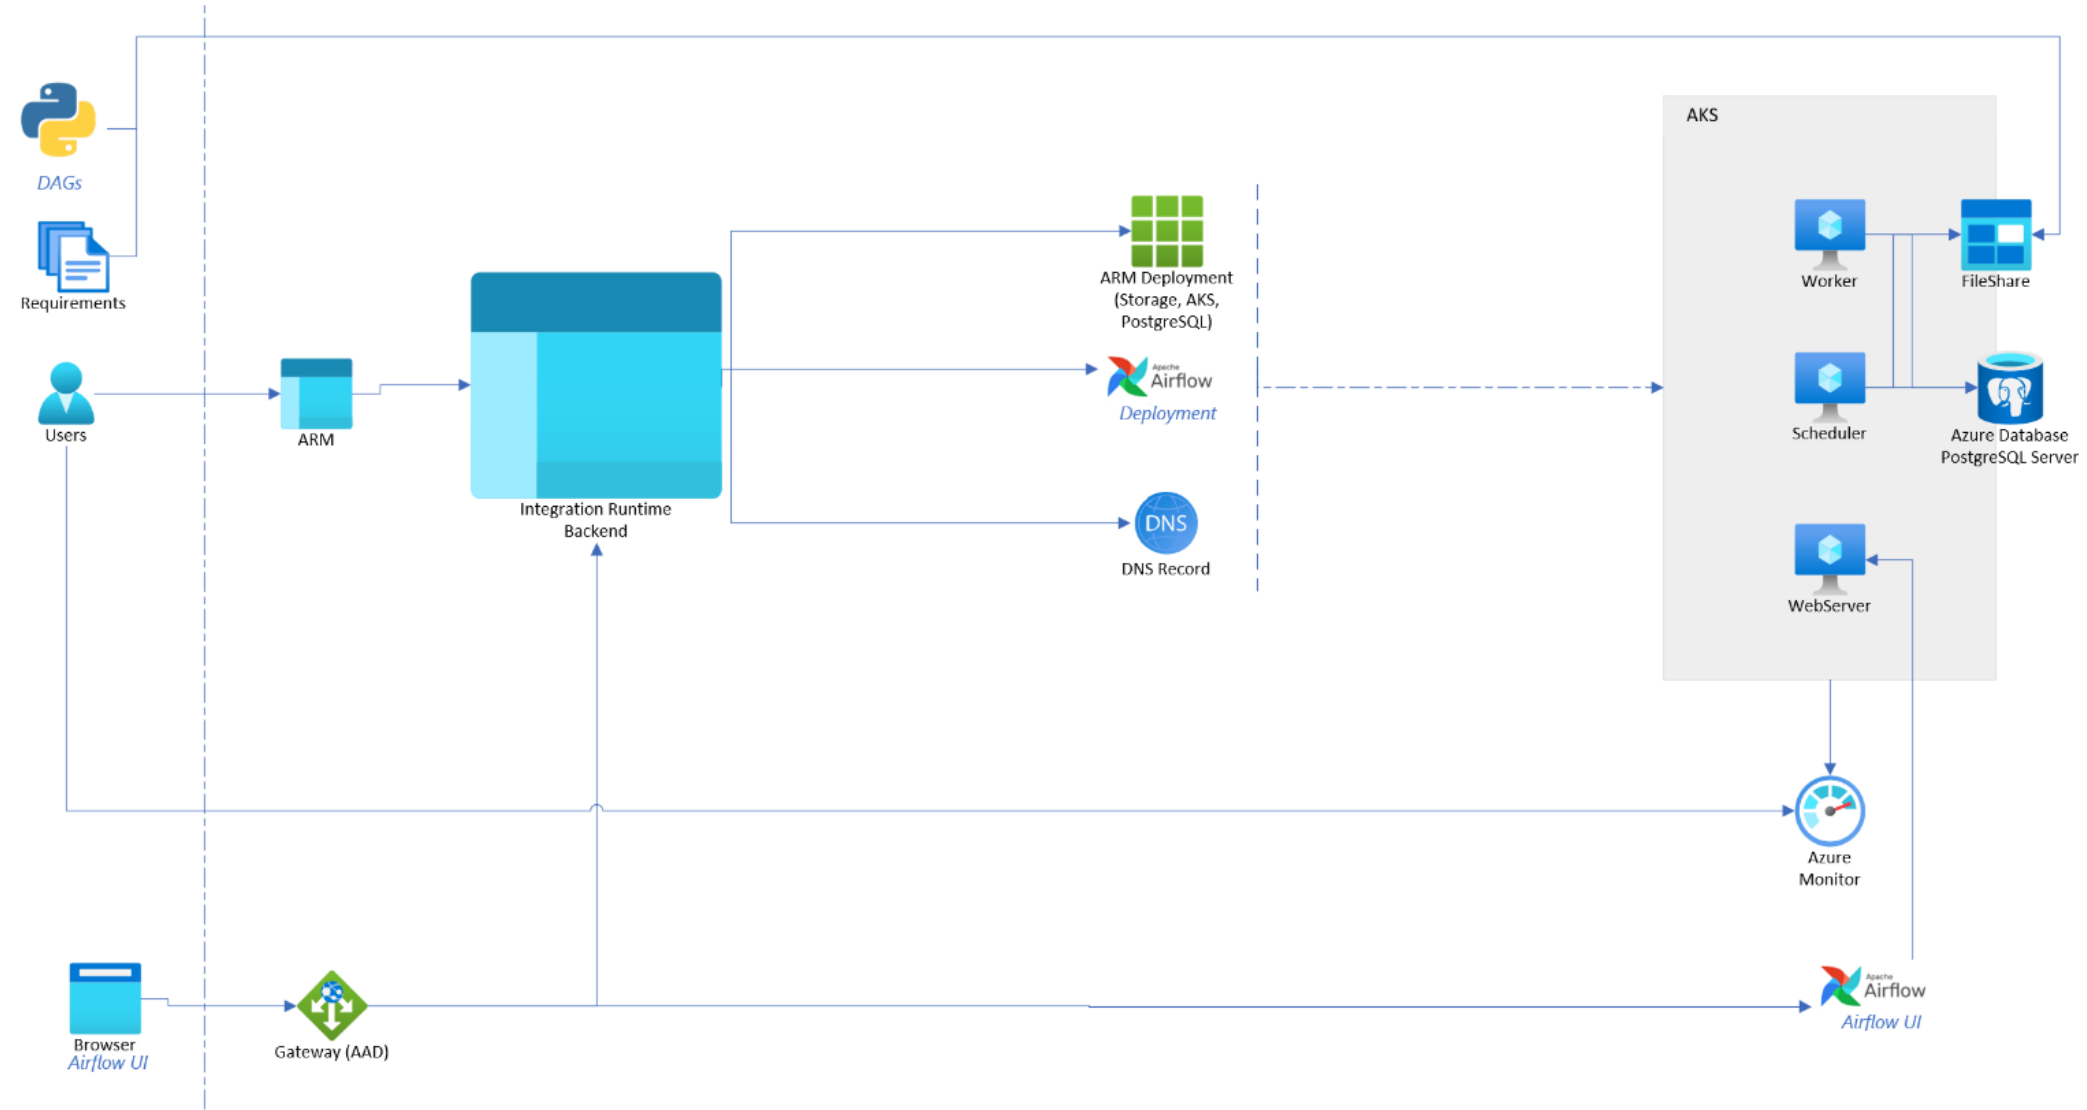 DAGs
Requirements
Users
ARM
Integration Runtime
Backend
ARM Deployment
(Storage, AKS,
PostgreSQL)
Apache
Airflow
Deployment
DNS
DNS Record
AKS
Worker
FileShare
Scheduler
Azure Database
PostgreSQL Server
WebServer
Azure
Monitor
Browser
Airflow UI
Gateway (AAD)
Apache
Airflow
Airflow UI